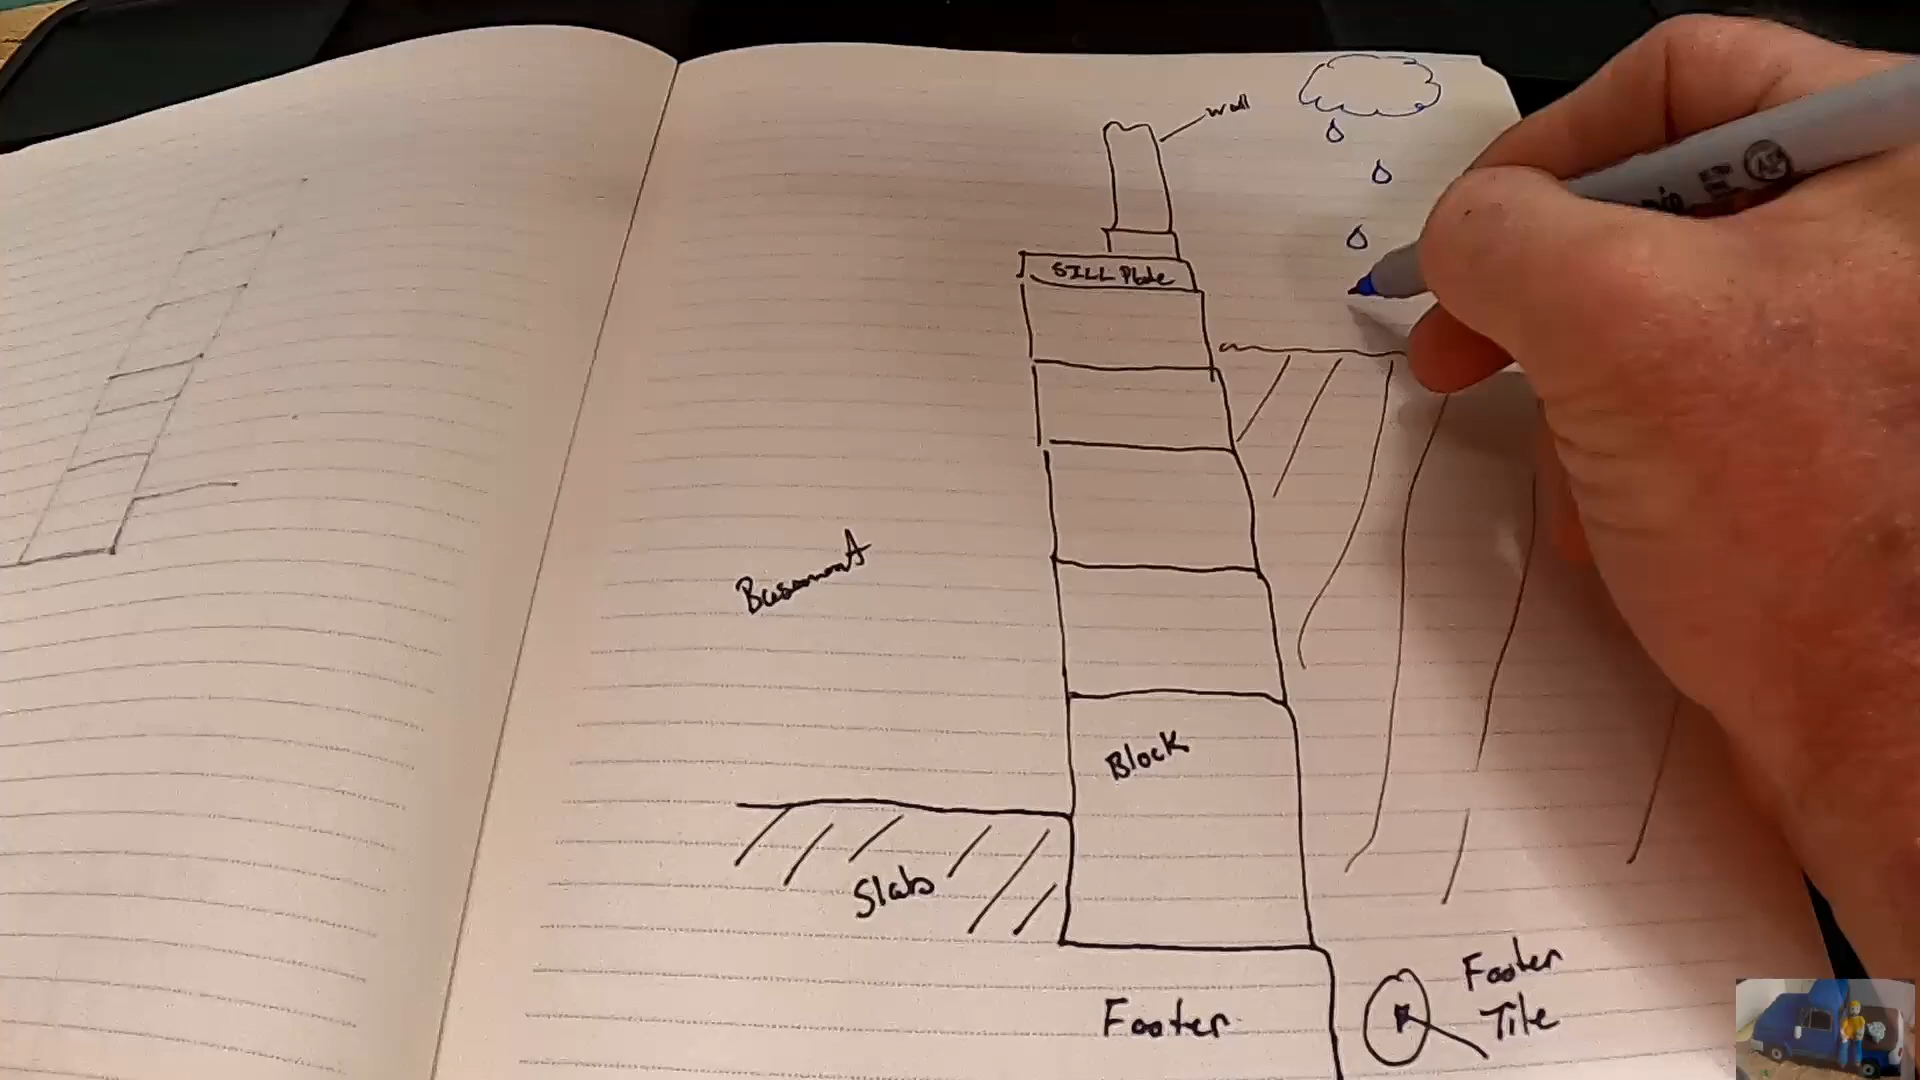 wall
SILL Plate
Basement
Block
Slab
Footer
Footer
Tile